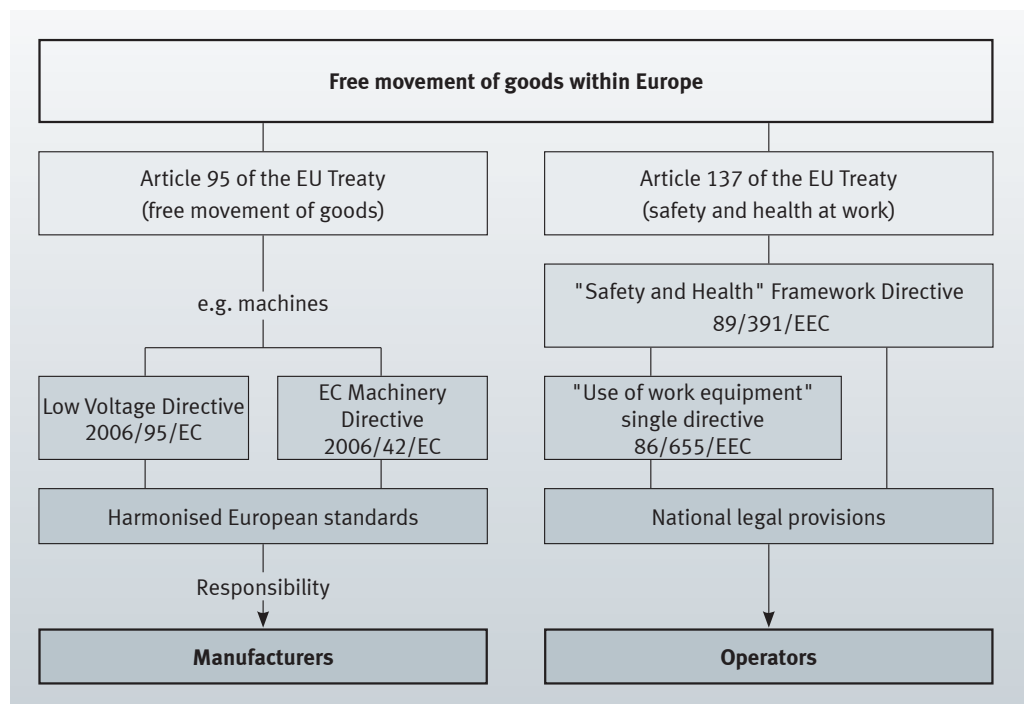 Free movement of goods within Europe
Article 95 of the EU Treaty
(free movement of goods)
Article 137 of the EU Treaty
(safety and health at work)
e.g. machines
"Safety and Health" Framework Directive
89/391/EEC
Low Voltage Directive
2006/95/EC
EC Machinery
Directive
2006/42/EC
"Use of work equipment"
single directive
86/655/EEC
Harmonised European standards
National legal provisions
Responsibility
Manufacturers
Operators